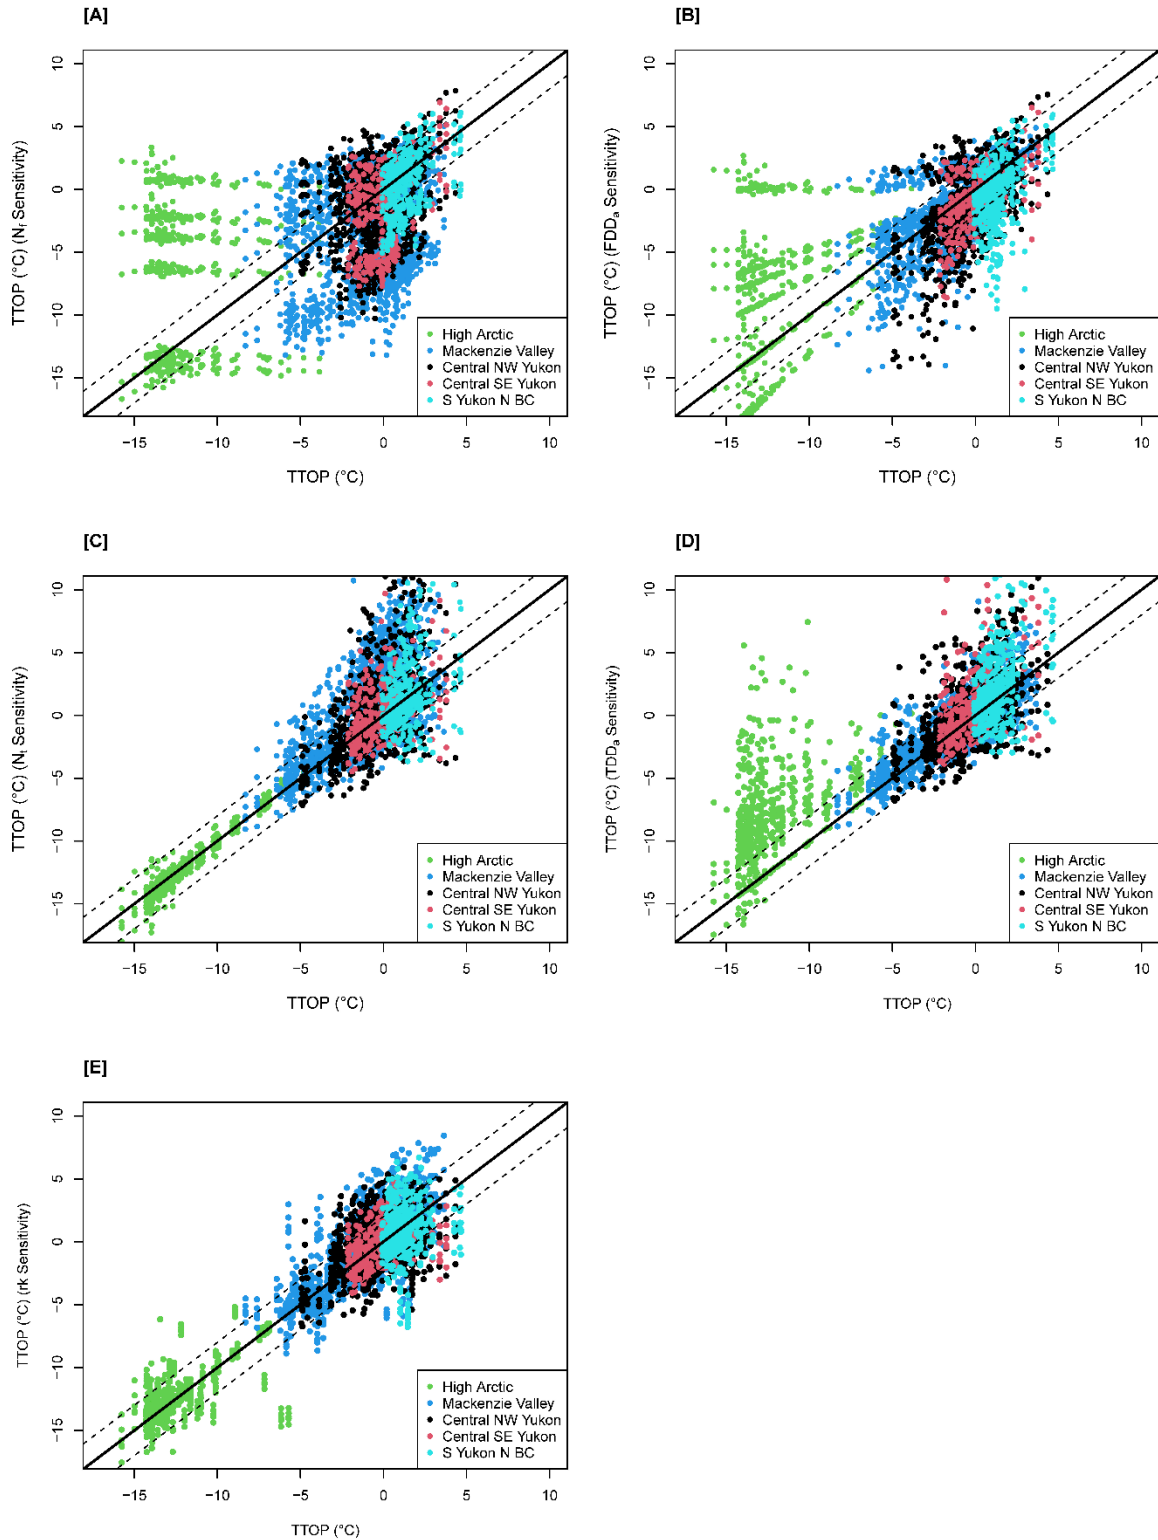 [A]
TTOP (°C) (Nf Sensitivity)
10
5
0
−5
−10
−15
−15 −10 −5 0 5 10
TTOP (°C)
High Arctic
Mackenzie Valley
Central NW Yukon
Central SE Yukon
S Yukon N BC
[B]
TTOP (°C) (FDDa Sensitivity)
10
5
0
−5
−10
−15
−15 −10 −5 0 5 10
TTOP (°C)
High Arctic
Mackenzie Valley
Central NW Yukon
Central SE Yukon
S Yukon N BC
[C]
TTOP (°C) (Nt Sensitivity)
10
5
0
−5
−10
−15
−15 −10 −5 0 5 10
TTOP (°C)
High Arctic
Mackenzie Valley
Central NW Yukon
Central SE Yukon
S Yukon N BC
[D]
TTOP (°C) (TDDa Sensitivity)
10
5
0
−5
−10
−15
−15 −10 −5 0 5 10
TTOP (°C)
High Arctic
Mackenzie Valley
Central NW Yukon
Central SE Yukon
S Yukon N BC
[E]
TTOP (°C) (rk Sensitivity)
10
5
0
−5
−10
−15
−15 −10 −5 0 5 10
TTOP (°C)
High Arctic
Mackenzie Valley
Central NW Yukon
Central SE Yukon
S Yukon N BC